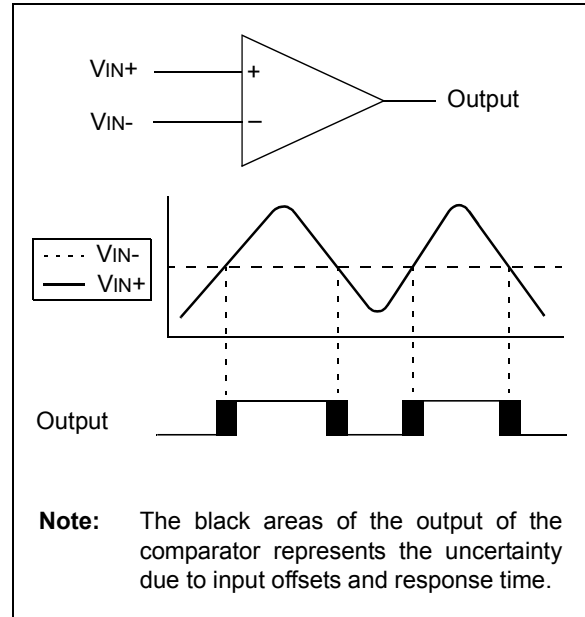 VIN+
+
Output
VIN-
–
VIN-
VIN+
Output
Note: The black areas of the output of the
comparator represents the uncertainty
due to input offsets and response time.